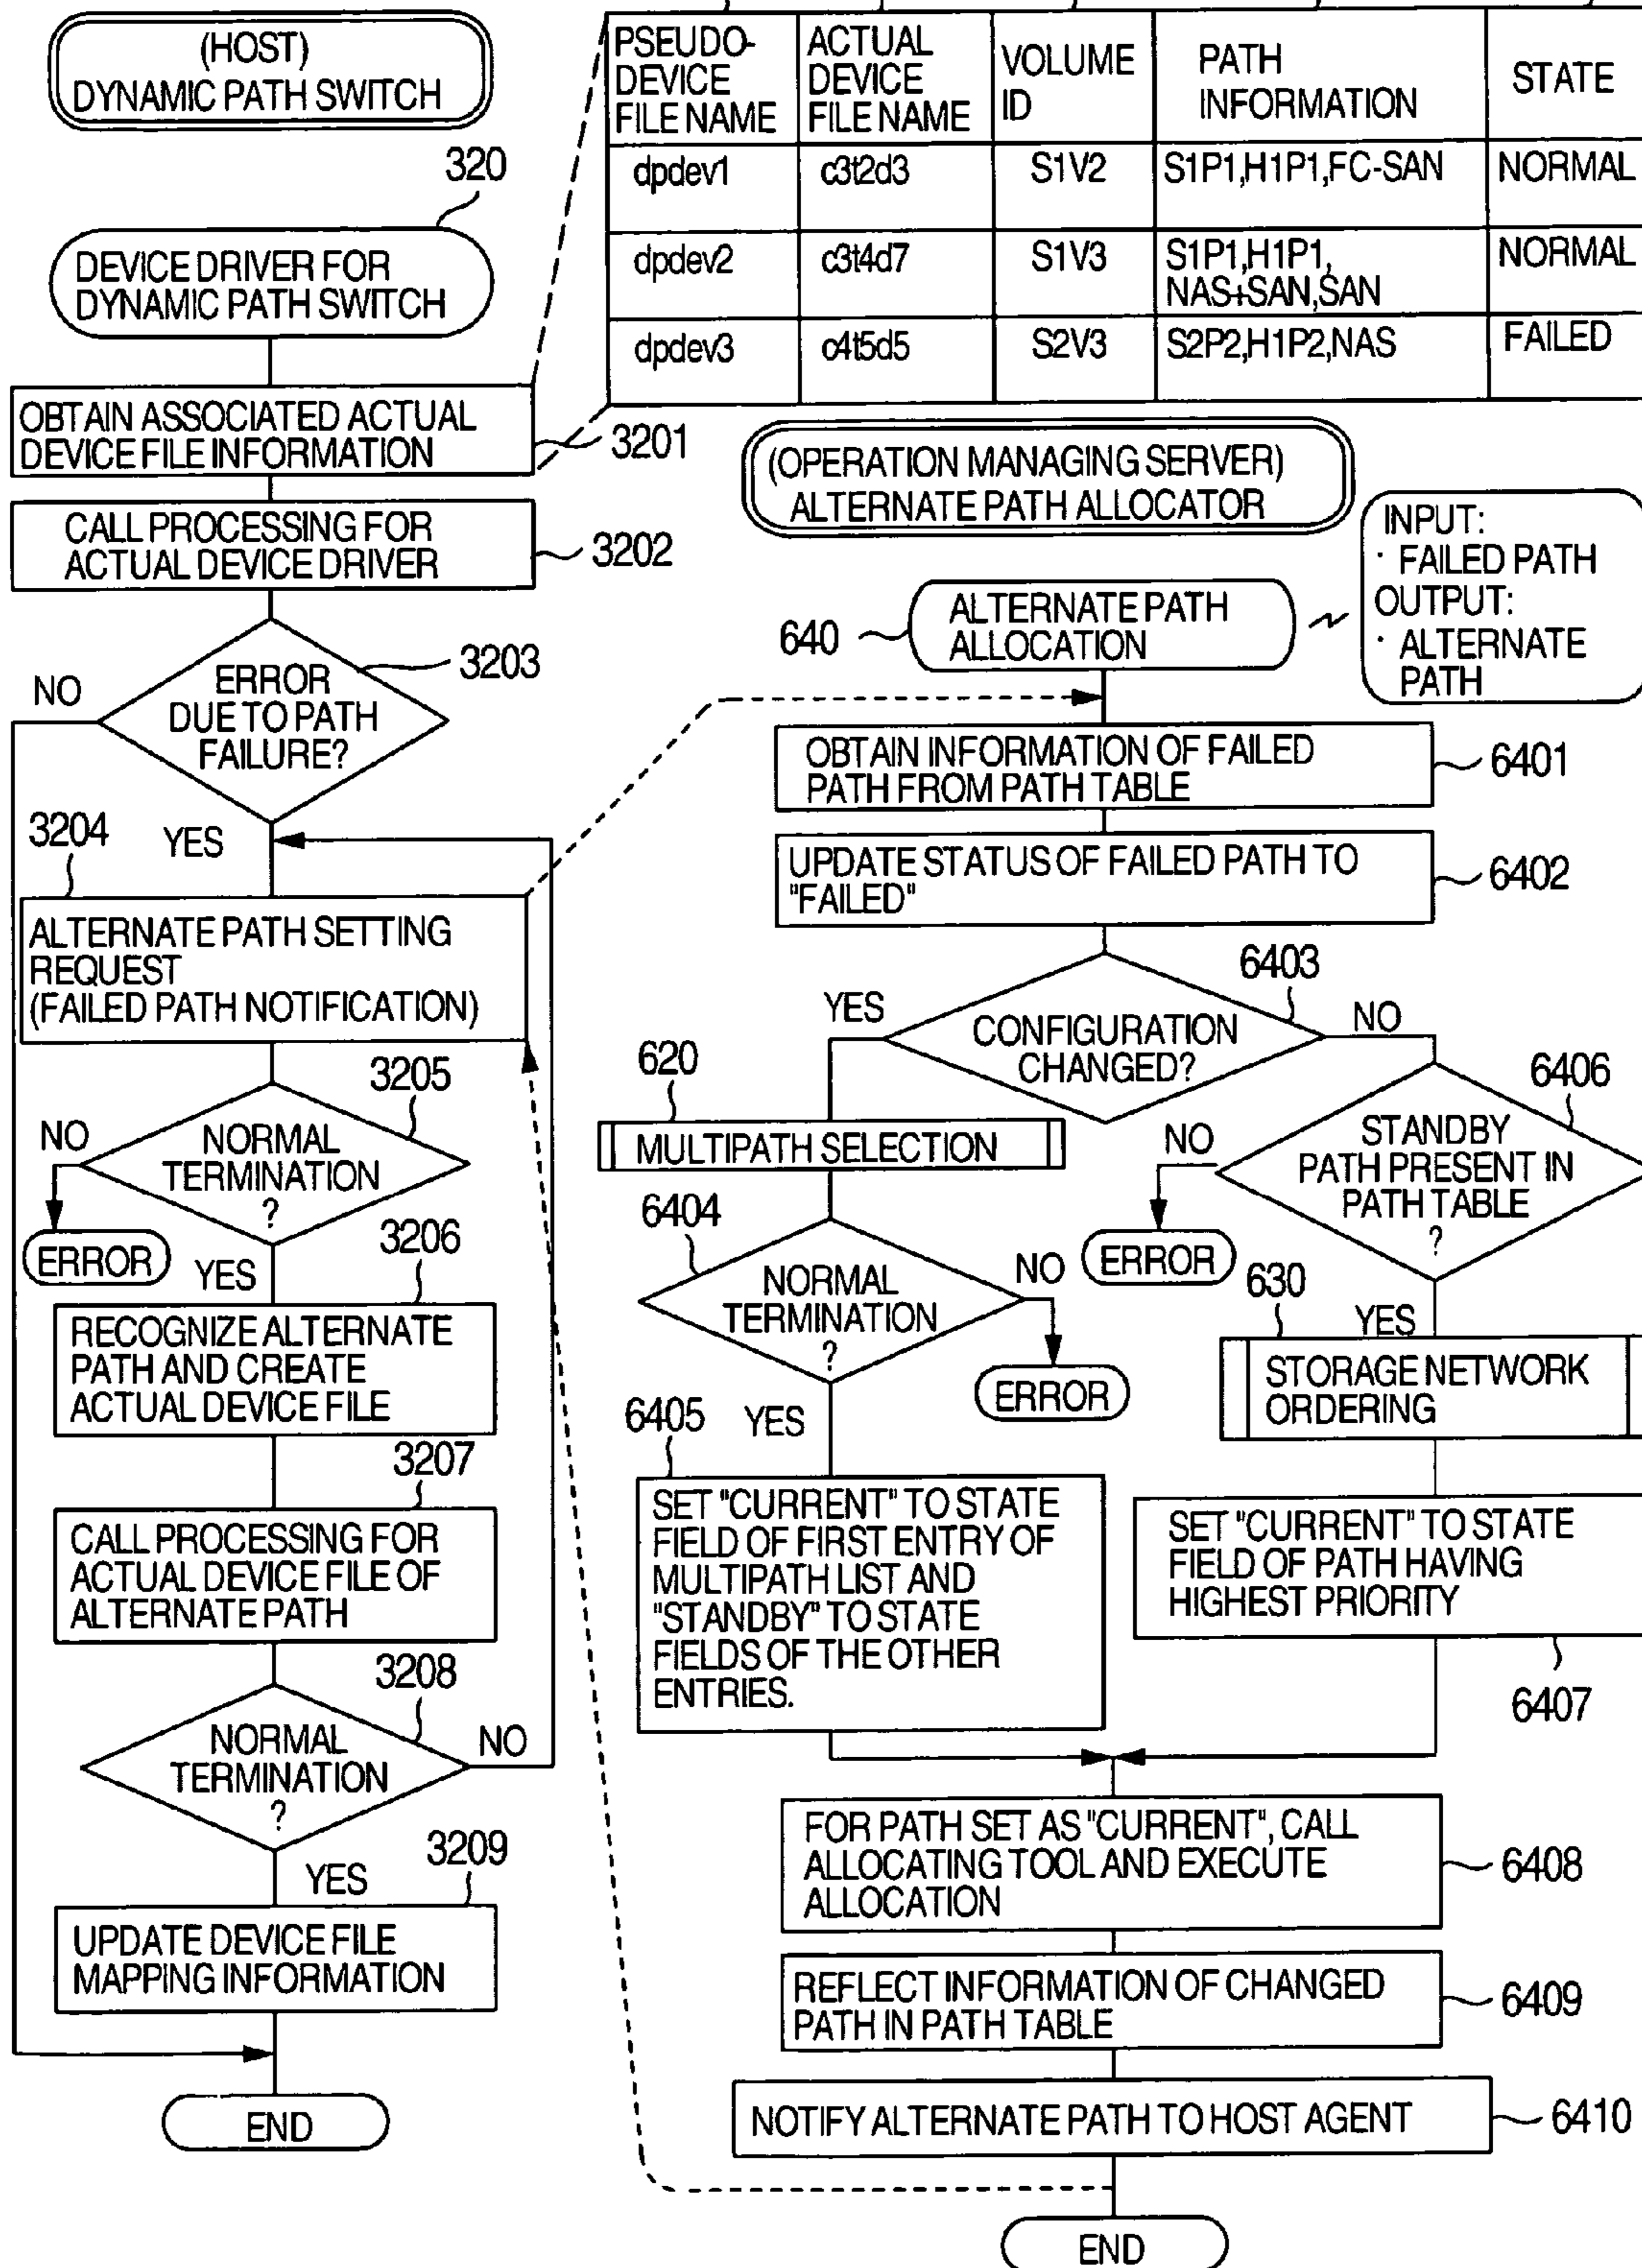 (HOST)
DYNAMIC PATH SWITCH
320
DEVICE DRIVER FOR
DYNAMIC PATH SWITCH
OBTAIN ASSOCIATED ACTUAL
DEVICE FILE INFORMATION
3201
CALL PROCESSING FOR
ACTUAL DEVICE DRIVER
3202
ERROR
DUE TO PATH
FAILURE?
3203
NO
YES
3204
ALTERNATE PATH SETTING
REQUEST
(FAILED PATH NOTIFICATION)
3205
NORMAL
TERMINATION
?
NO
ERROR
YES
3206
RECOGNIZE ALTERNATE
PATH AND CREATE
ACTUAL DEVICE FILE
3207
CALL PROCESSING FOR
ACTUAL DEVICE FILE OF
ALTERNATE PATH
3208
NORMAL
TERMINATION
?
NO
YES
3209
UPDATE DEVICE FILE
MAPPING INFORMATION
END
PSEUDO-
DEVICE
FILE NAME
ACTUAL
DEVICE
FILE NAME
VOLUME
ID
PATH
INFORMATION
STATE
dpdev1
c3t2d3
S1V2
S1P1,H1P1,FC-SAN
NORMAL
dpdev2
c3t4d7
S1V3
S1P1,H1P1,
NAS+SAN,SAN
NORMAL
dpdev3
c4t5d5
S2V3
S2P2,H1P2,NAS
FAILED
(OPERATION MANAGING SERVER)
ALTERNATE PATH ALLOCATOR
INPUT:
· FAILED PATH
OUTPUT:
· ALTERNATE
PATH
640
ALTERNATE PATH
ALLOCATION
OBTAIN INFORMATION OF FAILED
PATH FROM PATH TABLE
6401
UPDATE STATUS OF FAILED PATH TO
"FAILED"
6402
6403
CONFIGURATION
CHANGED?
YES
NO
620
MULTIPATH SELECTION
6404
NORMAL
TERMINATION
?
NO
ERROR
YES
6405
SET "CURRENT" TO STATE
FIELD OF FIRST ENTRY OF
MULTIPATH LIST AND
"STANDBY" TO STATE
FIELDS OF THE OTHER
ENTRIES.
6406
STANDBY
PATH PRESENT IN
PATH TABLE
?
NO
ERROR
YES
630
STORAGE NETWORK
ORDERING
SET "CURRENT" TO STATE
FIELD OF PATH HAVING
HIGHEST PRIORITY
6407
FOR PATH SET AS "CURRENT", CALL
ALLOCATING TOOL AND EXECUTE
ALLOCATION
6408
REFLECT INFORMATION OF CHANGED
PATH IN PATH TABLE
6409
NOTIFY ALTERNATE PATH TO HOST AGENT
6410
END